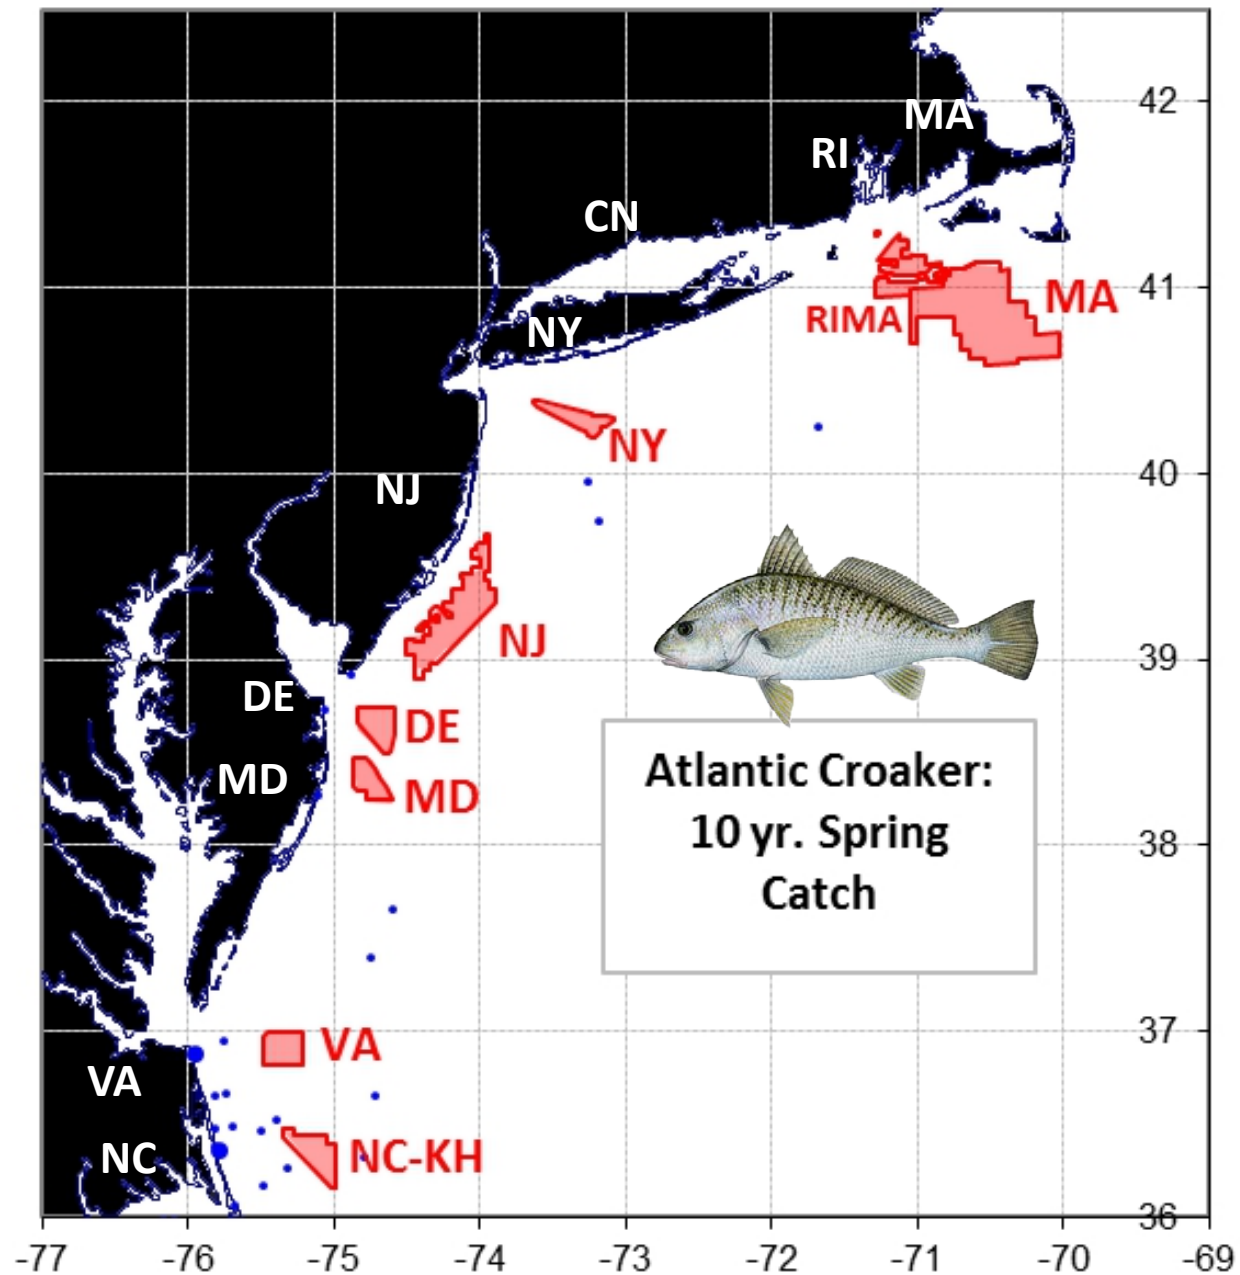 MA
RI
CN
NY
NJ
DE
MD
VA
NC
MA
RIMA
NY
NJ
DE
MD
VA
NC-KH
Atlantic Croaker:
10 yr. Spring
Catch
42
41
40
39
38
37
36
-77 -76 -75 -74 -73 -72 -71 -70 -69